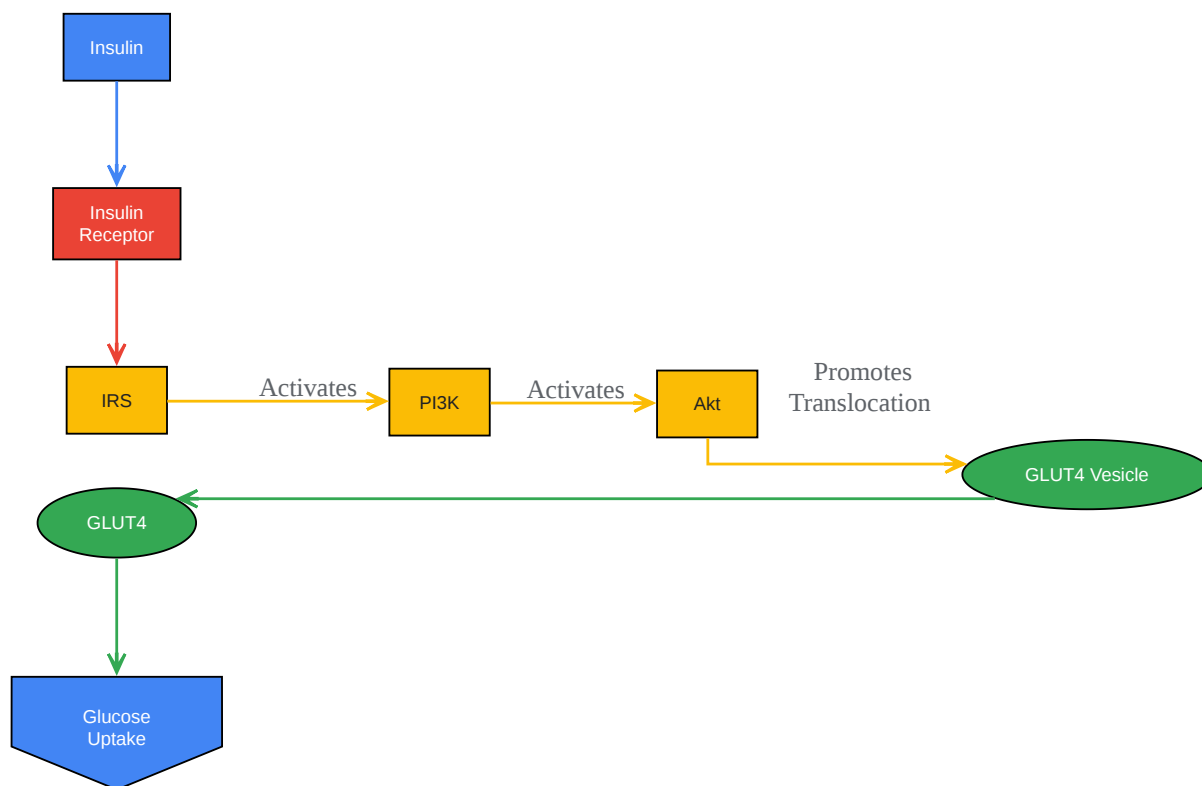 Insulin
Insulin
Receptor
IRS
Activates
PI3K
Activates
Akt
Promotes
Translocation
GLUT4 Vesicle
GLUT4
Glucose
Uptake